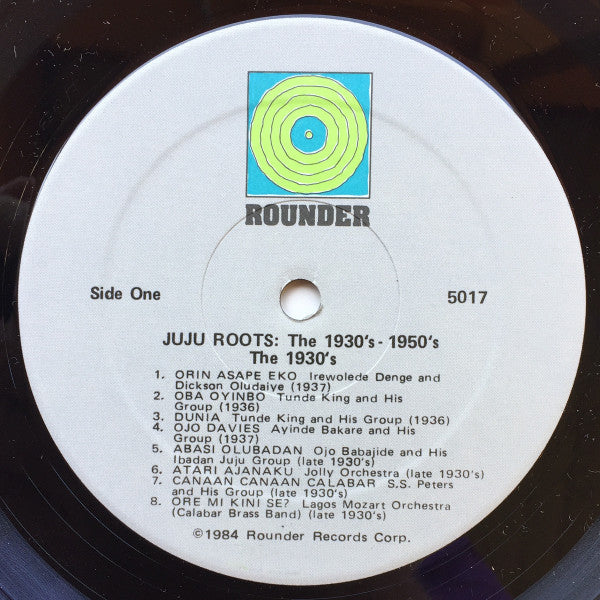 ROUNDER
Side One 5017
JUJU ROOTS: The 1930's - 1950's
The 1930's
1. ORIN ASAPE EKO Irewolede Denge and
Dickson Oludaiye (1937)
2. OBA OYINBO Tunde King and His
Group (1936)
3. DUNIA Tunde King and His Group (1936)
4. OJO DAVIES Ayinde Bakare and His
Group (1937)
5. ABASI OLUBADAN Ojo Babajide and His
Ibadan Juju Group (late 1930's)
6. ATARI AJANAKU Jolly Orchestra (late 1930's)
7. CANAAN CANAAN CALABAR S.S. Peters
and His Group (late 1930's)
8. ORE MI KINI SE? Lagos Mozart Orchestra
(Calabar Brass Band) (late 1930's)
©1984 Rounder Records Corp.